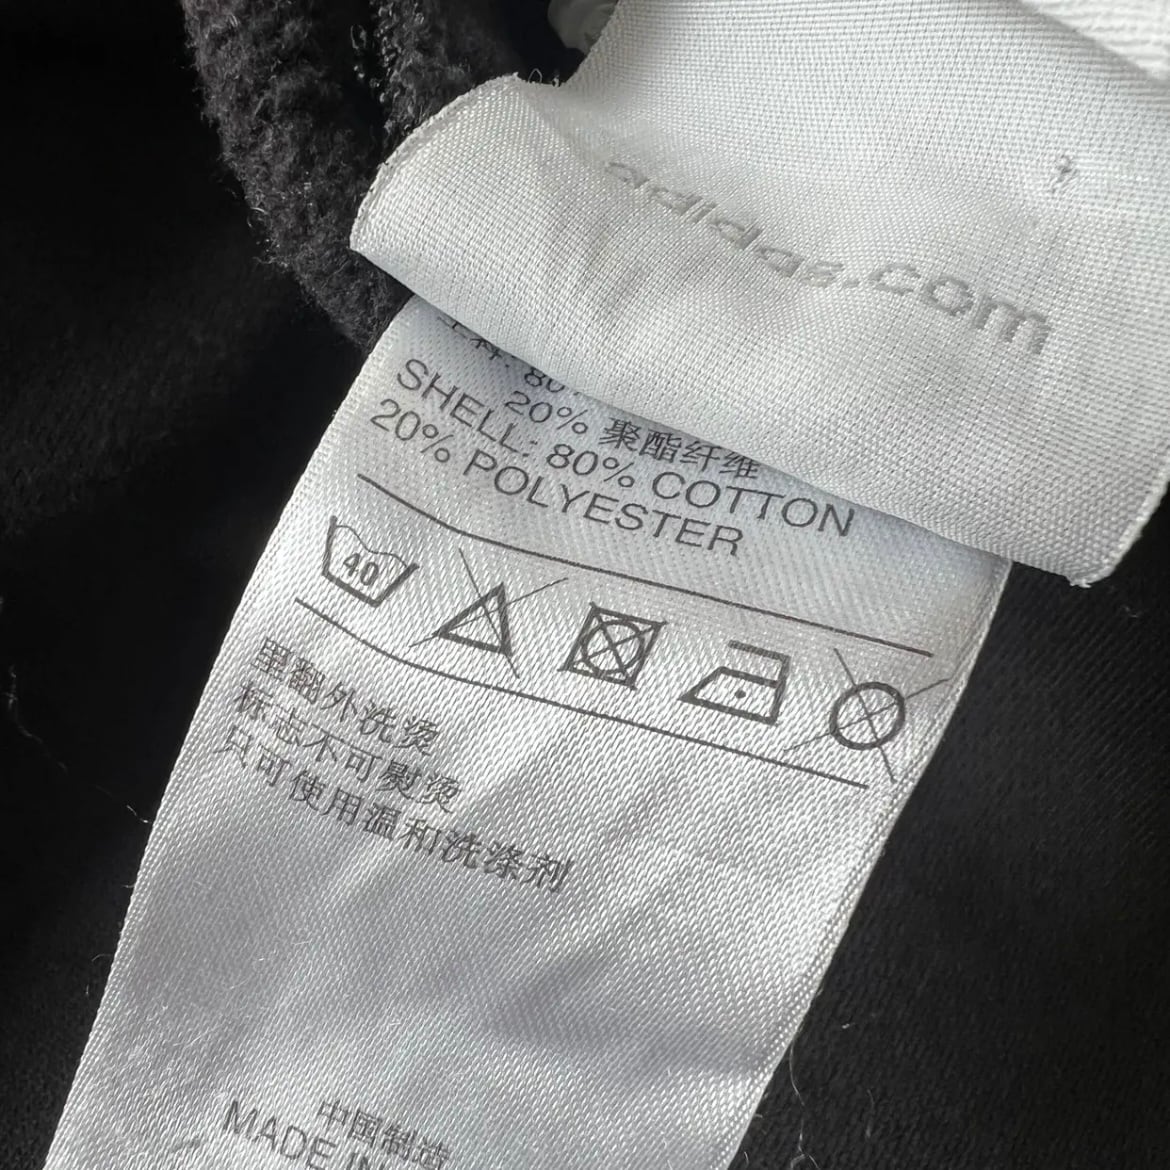 adidas.com
20% 聚酯纤维
SHELL: 80% COTTON
20% POLYESTER
40
里翻外洗烫
标志不可熨烫
只可使用温和洗涤剂
中国制造
MADE IN